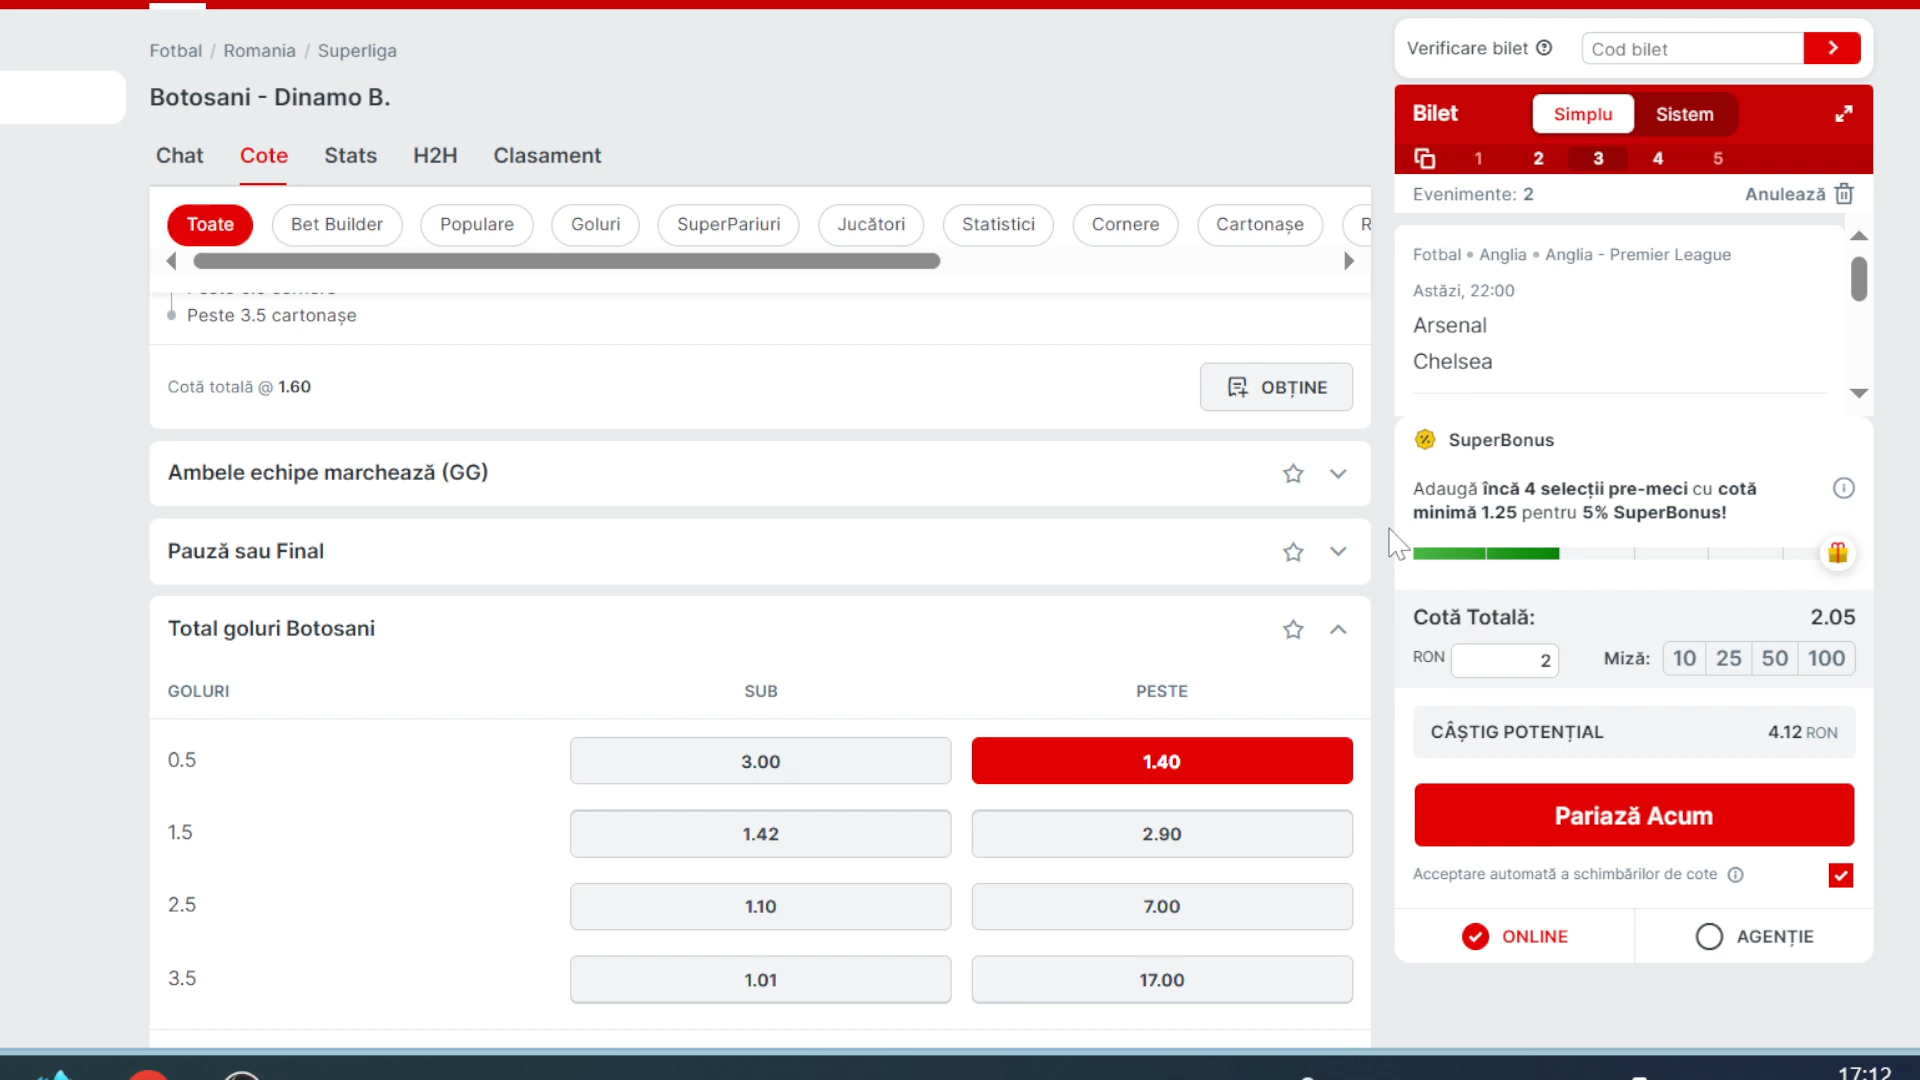 Fotbal / Romania / Superliga
Botosani - Dinamo B.
Chat Cote Stats H2H Clasament
Toate Bet Builder Populare Goluri SuperPariuri Jucători Statistici Cornere Cartonașe R
Peste 3.5 cartonașe
Cotă totală @ 1.60
OBȚINE
Ambele echipe marchează (GG)
Pauză sau Final
Total goluri Botosani
GOLURI SUB PESTE
0.5 3.00 1.40
1.5 1.42 2.90
2.5 1.10 7.00
3.5 1.01 17.00
Verificare bilet Cod bilet
Bilet Simplu Sistem
1 2 3 4 5
Evenimente: 2 Anulează
Fotbal • Anglia • Anglia - Premier League
Astăzi, 22:00
Arsenal
Chelsea
SuperBonus
Adaugă încă 4 selecții pre-meci cu cotă
minimă 1.25 pentru 5% SuperBonus!
Cotă Totală: 2.05
RON 2 Miză: 10 25 50 100
CÂȘTIG POTENȚIAL 4.12 RON
Pariază Acum
Acceptare automată a schimbărilor de cote
ONLINE AGENȚIE
17:12